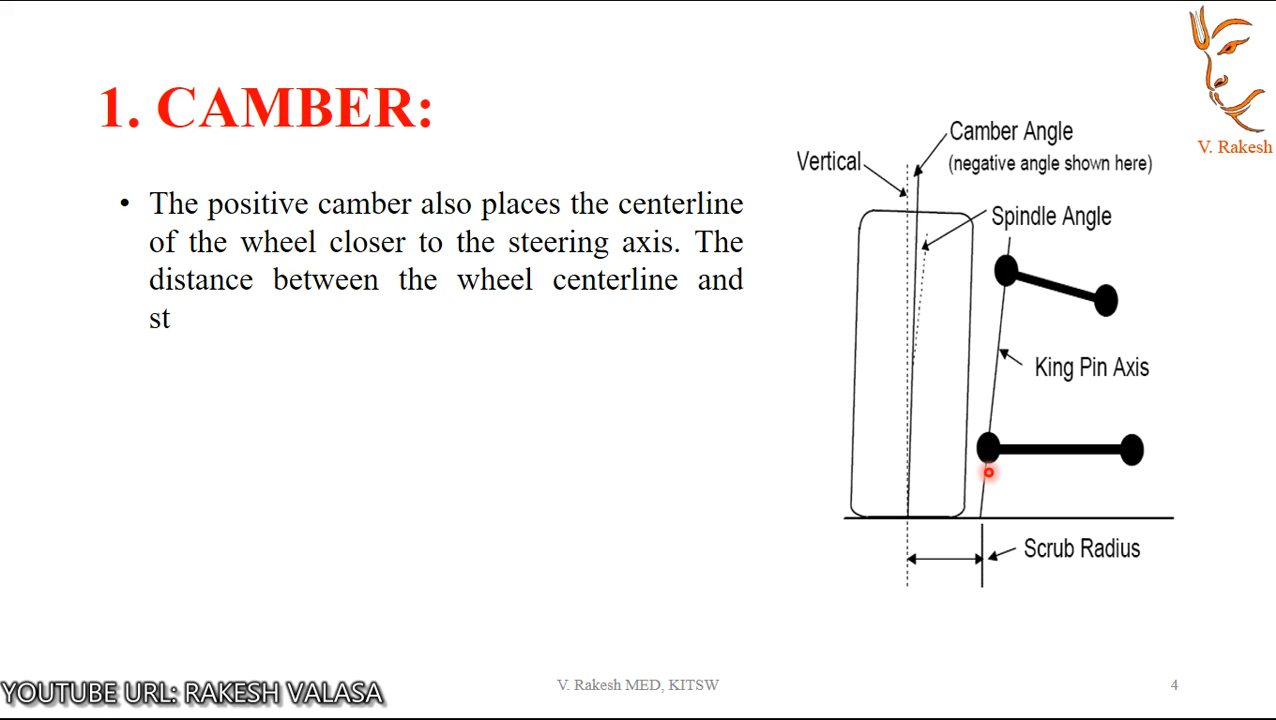 1. CAMBER:
• The positive camber also places the centerline
of the wheel closer to the steering axis. The
distance between the wheel centerline and
st
Camber Angle
(negative angle shown here)
Vertical
Spindle Angle
King Pin Axis
Scrub Radius
V. Rakesh
YOUTUBE URL: RAKESH VALASA
V. Rakesh MED, KITSW
4